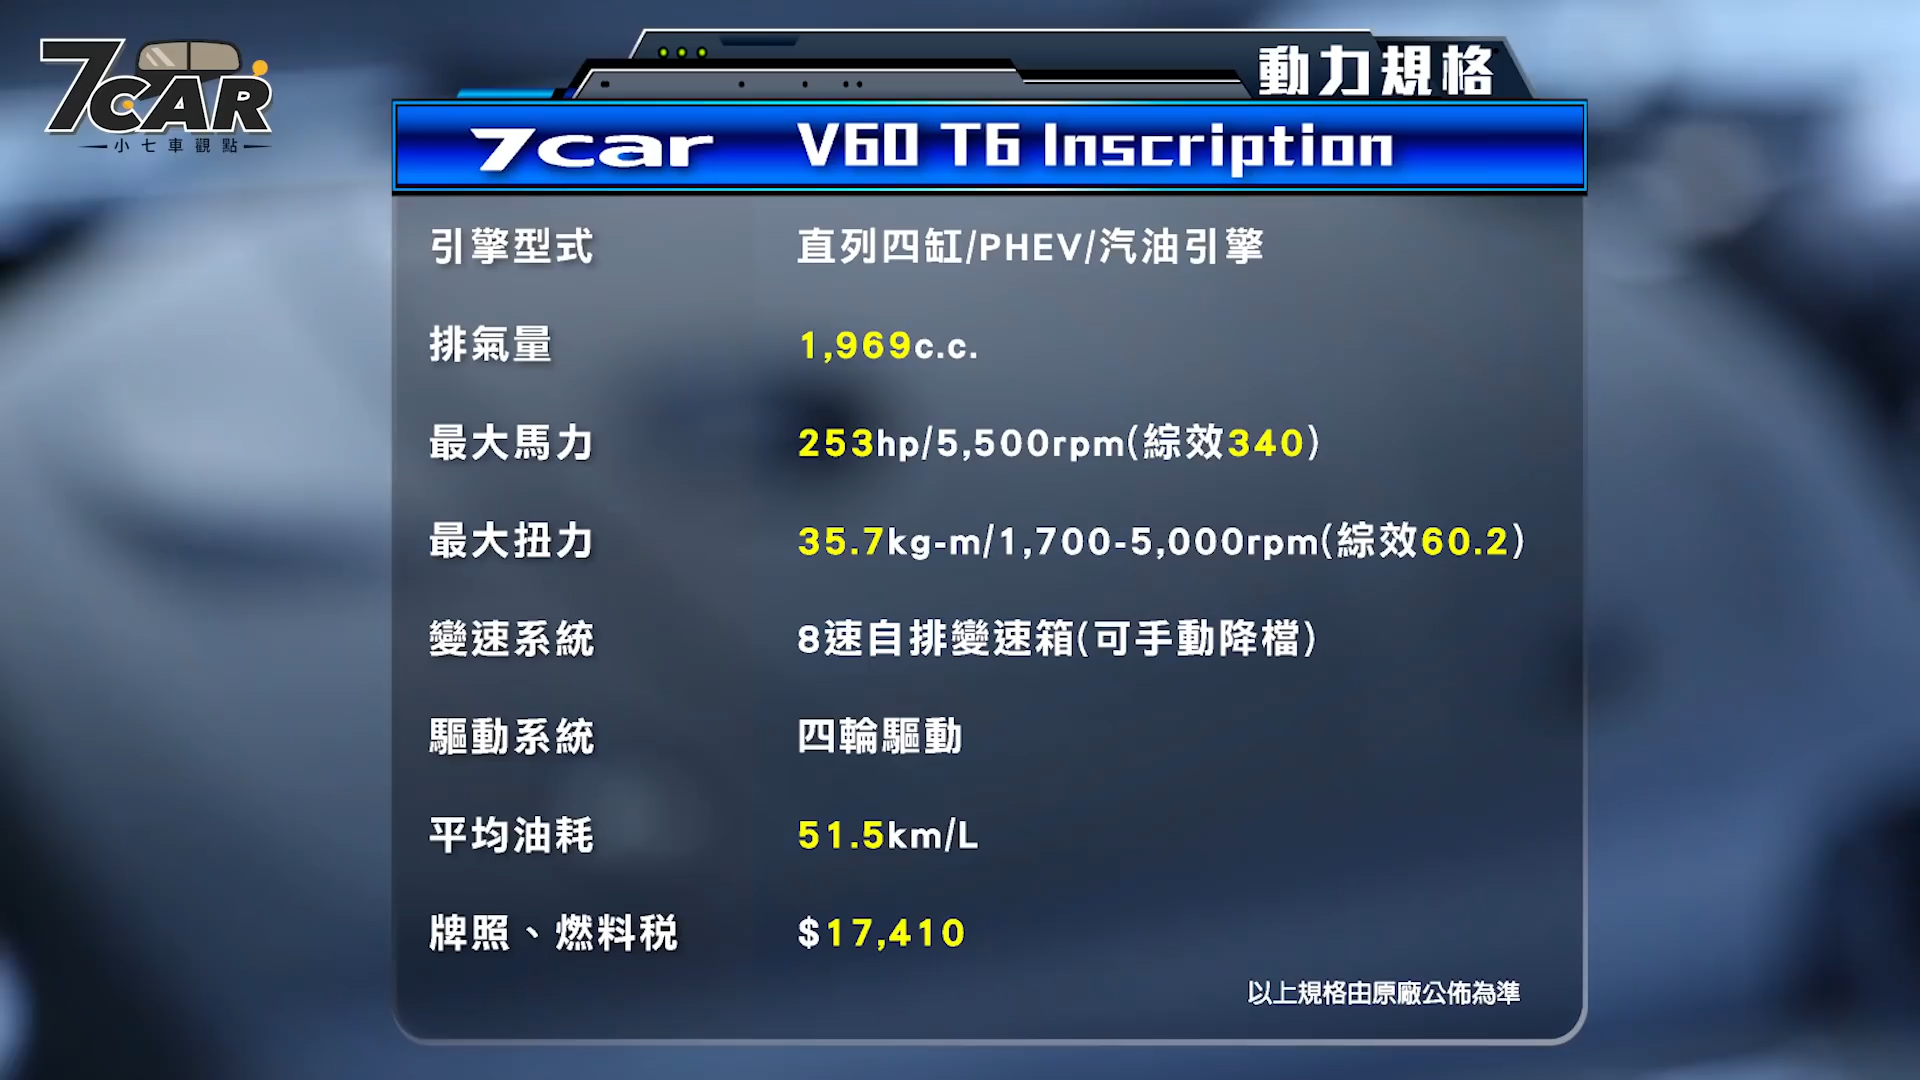 7CAR
小七車觀點
動力規格
7car V60 T6 Inscription
引擎型式 直列四缸/PHEV/汽油引擎
排氣量 1,969c.c.
最大馬力 253hp/5,500rpm(綜效340)
最大扭力 35.7kg-m/1,700-5,000rpm(綜效60.2)
變速系統 8速自排變速箱(可手動降檔)
驅動系統 四輪驅動
平均油耗 51.5km/L
牌照、燃料税 $17,410
以上規格由原廠公佈為準